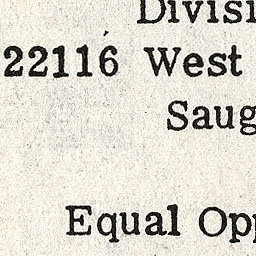 Divisi
22116 West
Saug
Equal Opp